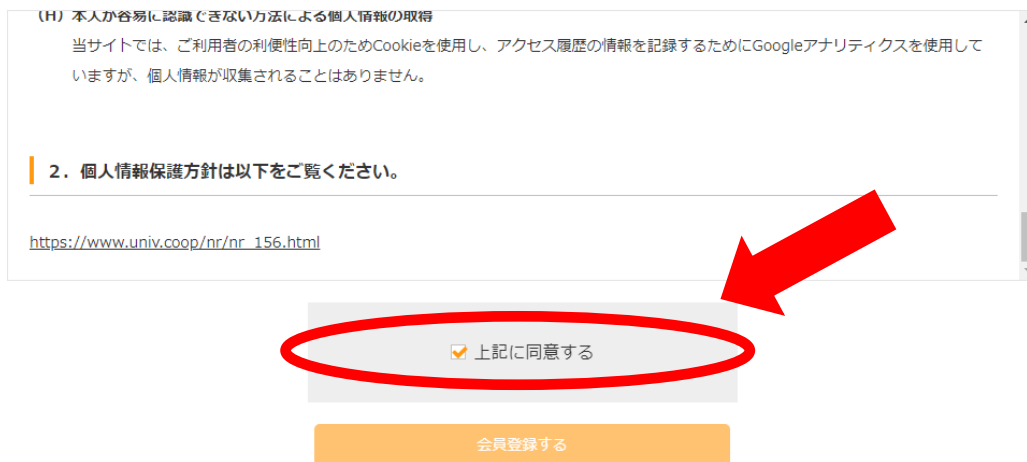 (H) 本人が容易に認識できない方法による個人情報の取得
当サイトでは、ご利用者の利便性向上のためCookieを使用し、アクセス履歴の情報を記録するためにGoogleアナリティクスを使用して
いますが、個人情報が収集されることはありません。
2. 個人情報保護方針は以下をご覧ください。
https://www.univ.coop/nr/nr_156.html
上記に同意する
会員登録する